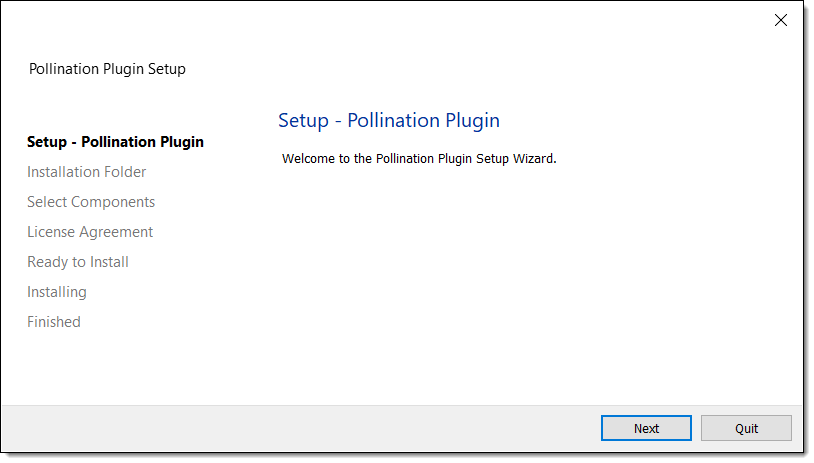 Pollination Plugin Setup
Setup - Pollination Plugin
Installation Folder
Select Components
License Agreement
Ready to Install
Installing
Finished
Setup - Pollination Plugin
Welcome to the Pollination Plugin Setup Wizard.
Next
Quit